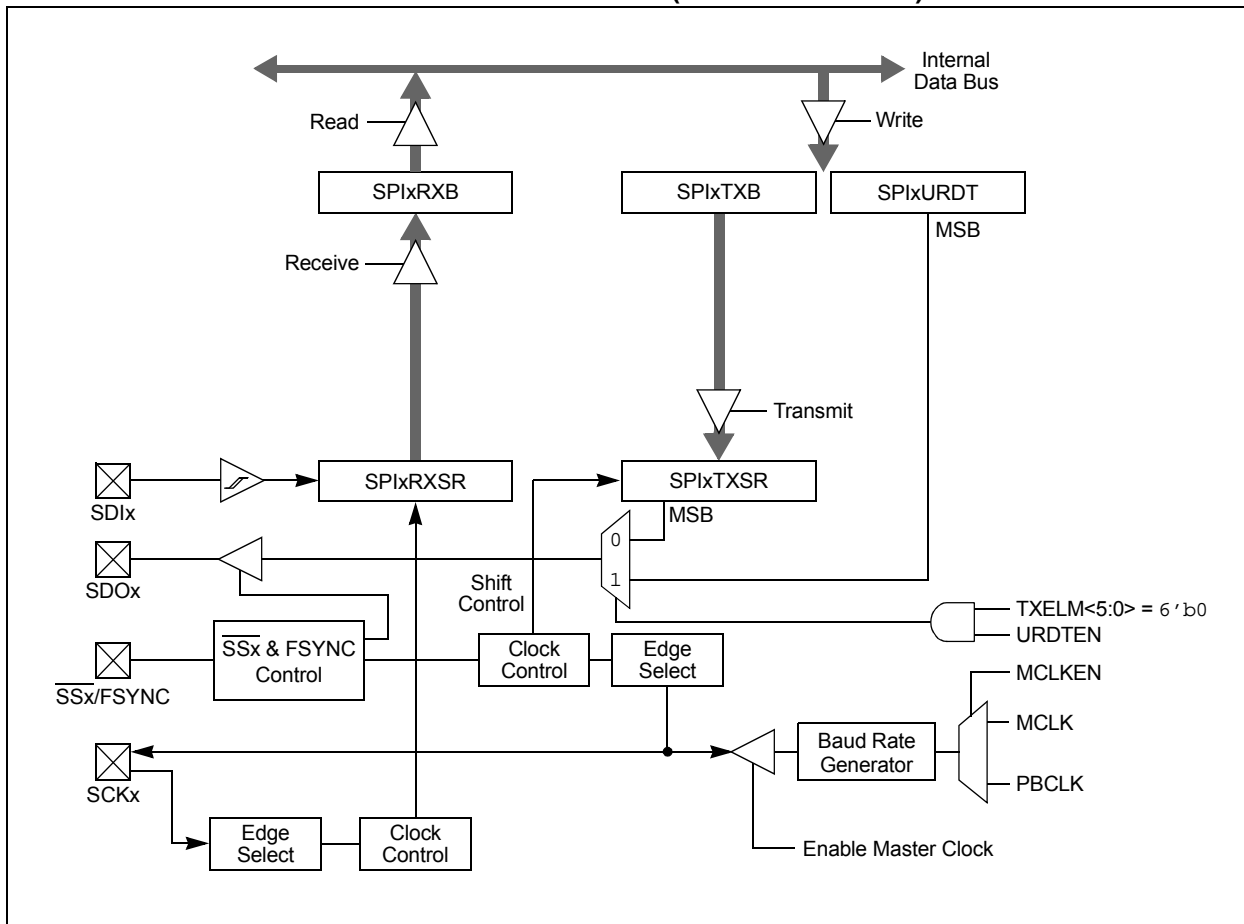 Internal
Data Bus
Read
Write
SPIxRXB
SPIxTXB
SPIxURDT
MSB
Receive
Transmit
SPIxRXSR
SPIxTXSR
SDIx
MSB
0
SDOx
1
Shift
Control
TXELM<5:0> = 6'b0
URDTEN
SSx & FSYNC
Control
Clock
Control
Edge
Select
SSx/FSYNC
MCLKEN
MCLK
Baud Rate
Generator
PBCLK
SCKx
Edge
Select
Clock
Control
Enable Master Clock